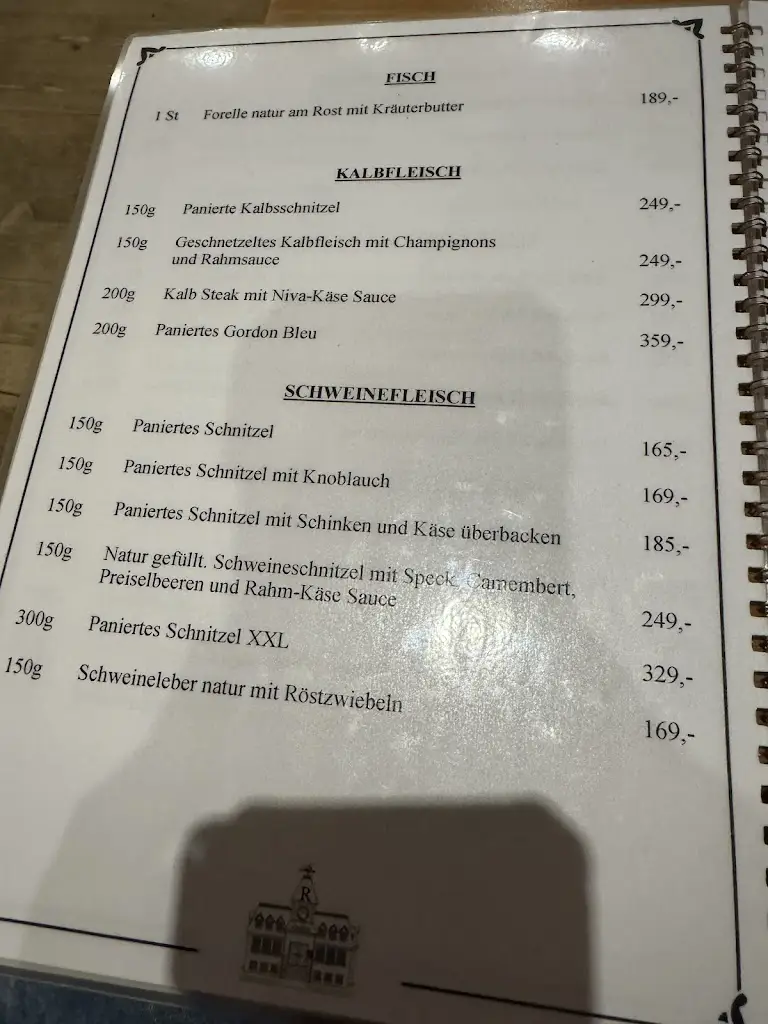 FISCH
1 St Forelle natur am Rost mit Kräuterbutter 189,-
KALBFLEISCH
150g Panierte Kalbsschnitzel 249,-
150g Geschnetzeltes Kalbfleisch mit Champignons
und Rahmsauce 249,-
200g Kalb Steak mit Niva-Käse Sauce 299,-
200g Paniertes Gordon Bleu 359,-
SCHWEINEFLEISCH
150g Paniertes Schnitzel 165,-
150g Paniertes Schnitzel mit Knoblauch 169,-
150g Paniertes Schnitzel mit Schinken und Käse überbacken 185,-
150g Natur gefüllt. Schweineschnitzel mit Speck, Camembert,
Preiselbeeren und Rahm-Käse Sauce 249,-
300g Paniertes Schnitzel XXL 329,-
150g Schweineleber natur mit Röstzwiebeln 169,-
R